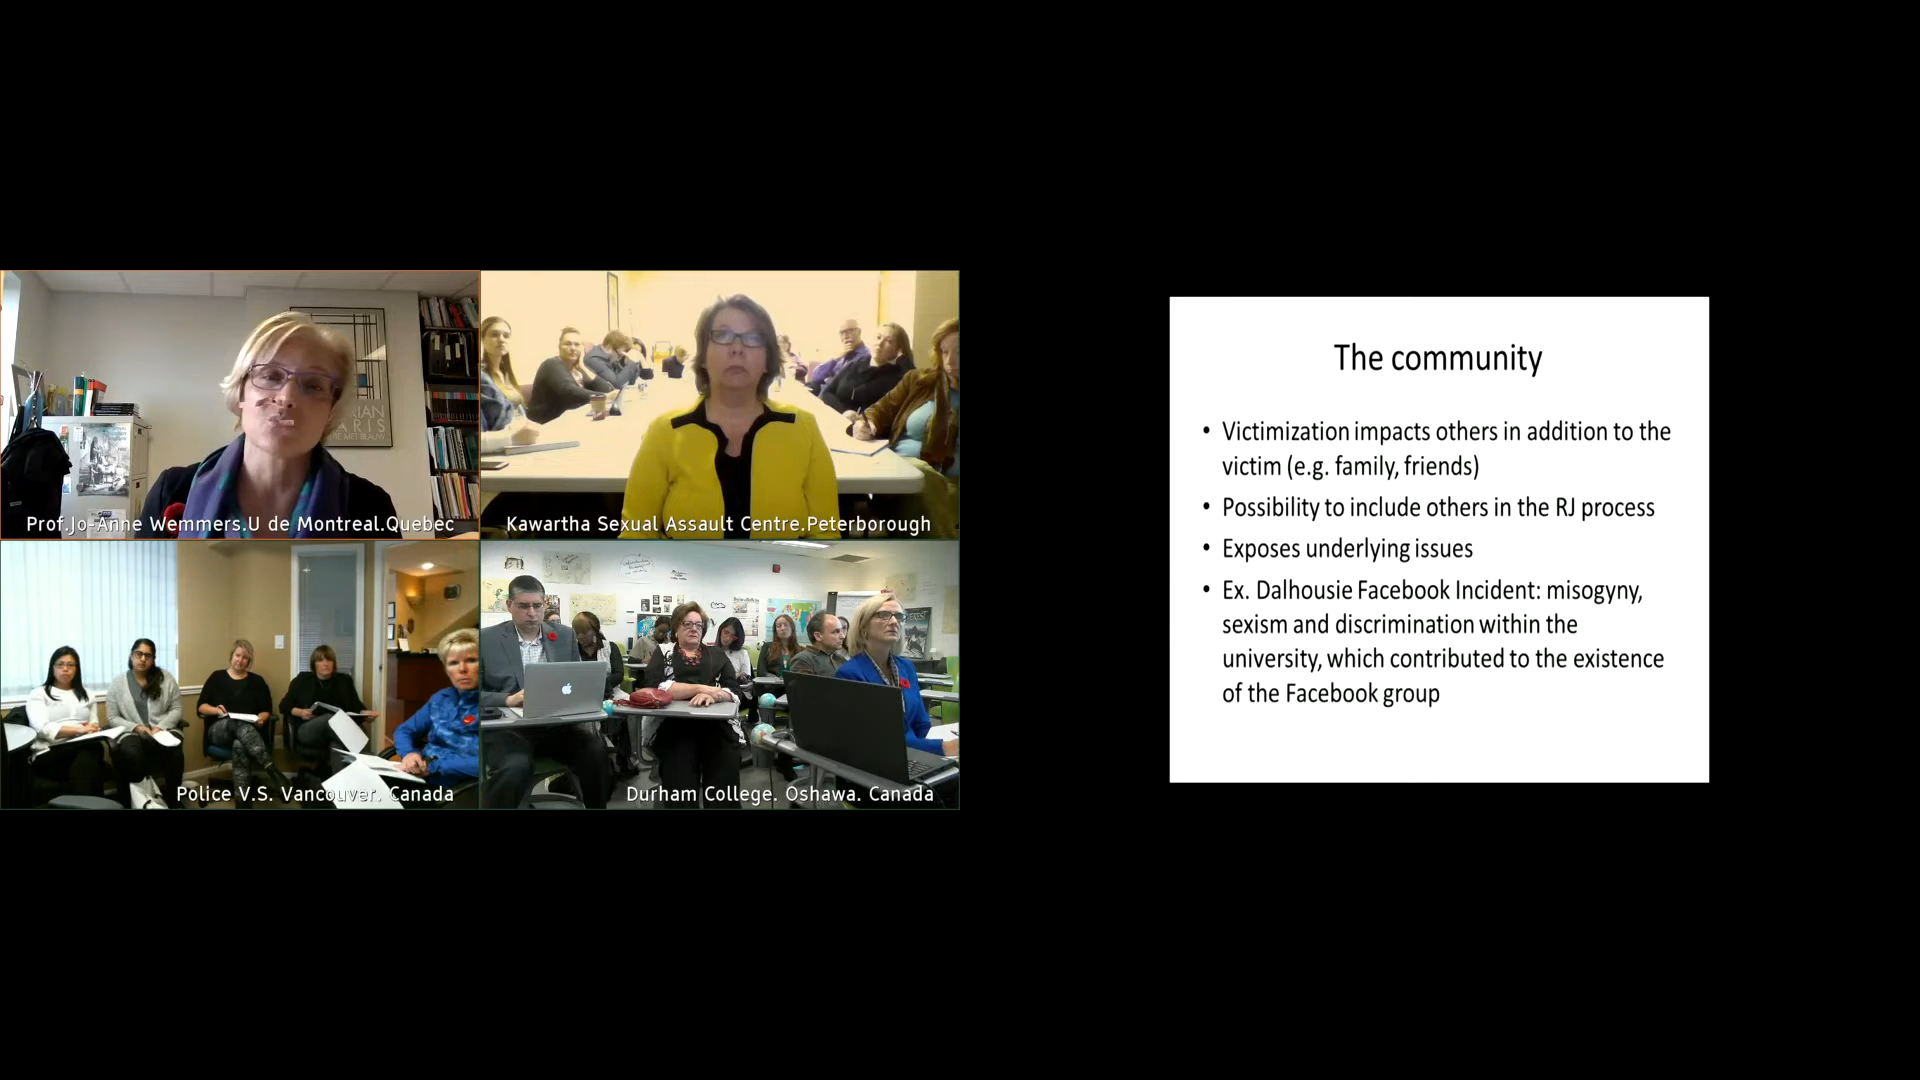 RIAN
ARIS
Prof.Jo-Anne Wemmers.U de Montreal.Quebec
Kawartha Sexual Assault Centre.Peterborough
Police V.S. Vancouver. Canada
Durham College. Oshawa. Canada
The community
• Victimization impacts others in addition to the
victim (e.g. family, friends)
• Possibility to include others in the RJ process
• Exposes underlying issues
• Ex. Dalhousie Facebook Incident: misogyny,
sexism and discrimination within the
university, which contributed to the existence
of the Facebook group